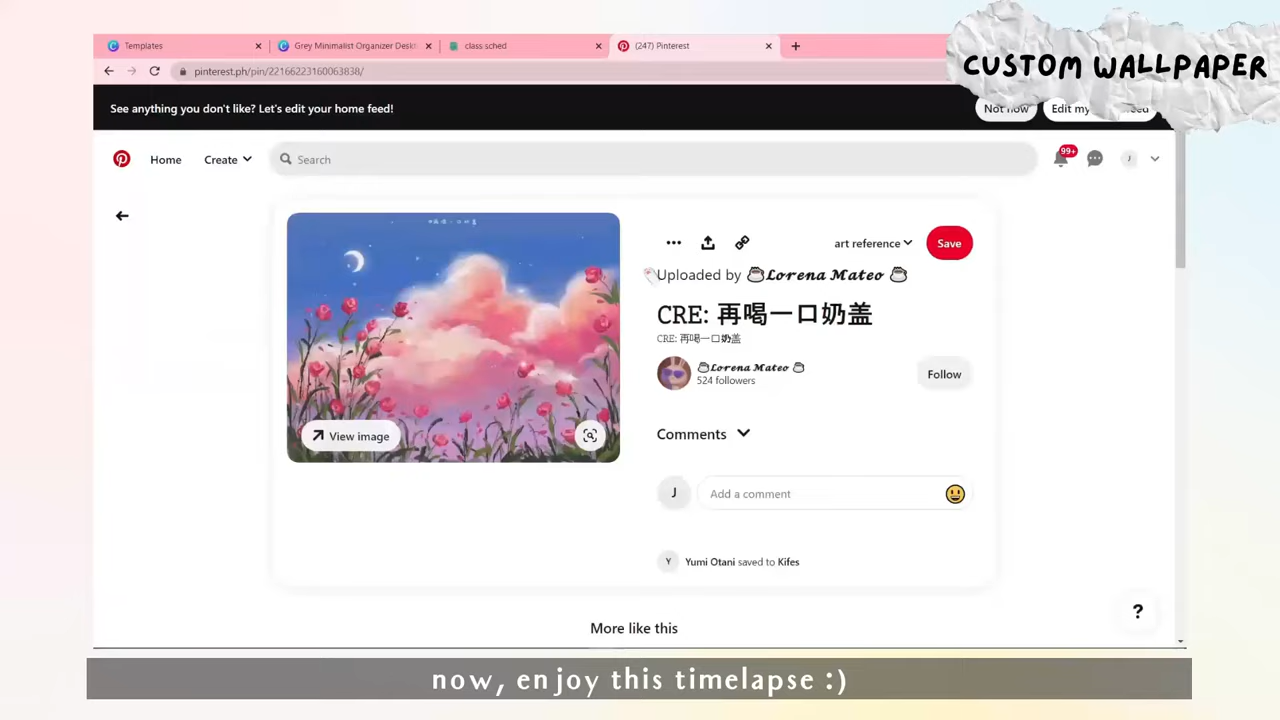 Templates
Grey Minimalist Organizer Deskt
class sched
(247) Pinterest
CUSTOM WALLPAPER
pinterest.ph/pin/22166223160063838/
See anything you don't like? Let's edit your home feed!
Not now
Edit my
Home
Create
Search
99+
J
View image
art reference
Save
Uploaded by Lorena Mateo
CRE: 再喝一口奶盖
CRE: 再喝一口奶盖
Lorena Mateo
524 followers
Follow
Comments
J
Add a comment
Y
Yumi Otani saved to Kifes
?
More like this
now, enjoy this timelapse :)